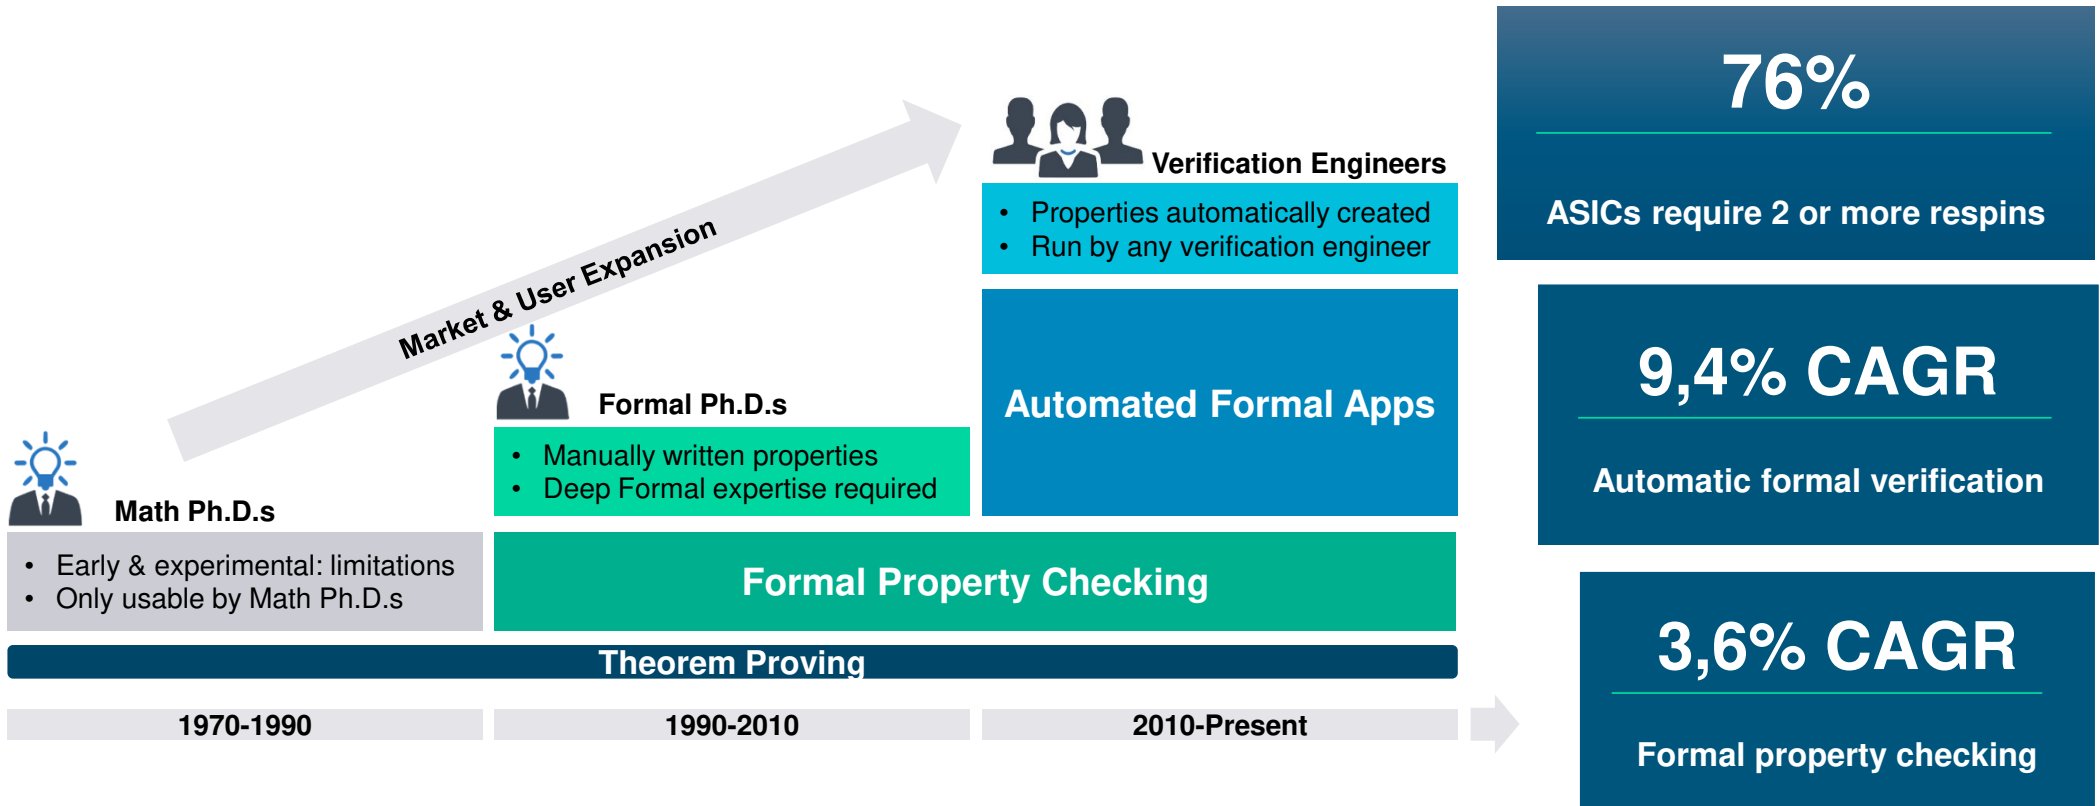 Market & User Expansion
Math Ph.D.s
• Early & experimental: limitations
• Only usable by Math Ph.D.s
Formal Ph.D.s
• Manually written properties
• Deep Formal expertise required
Verification Engineers
• Properties automatically created
• Run by any verification engineer
Automated Formal Apps
Formal Property Checking
Theorem Proving
1970-1990
1990-2010
2010-Present
76%
ASICs require 2 or more respins
9,4% CAGR
Automatic formal verification
3,6% CAGR
Formal property checking